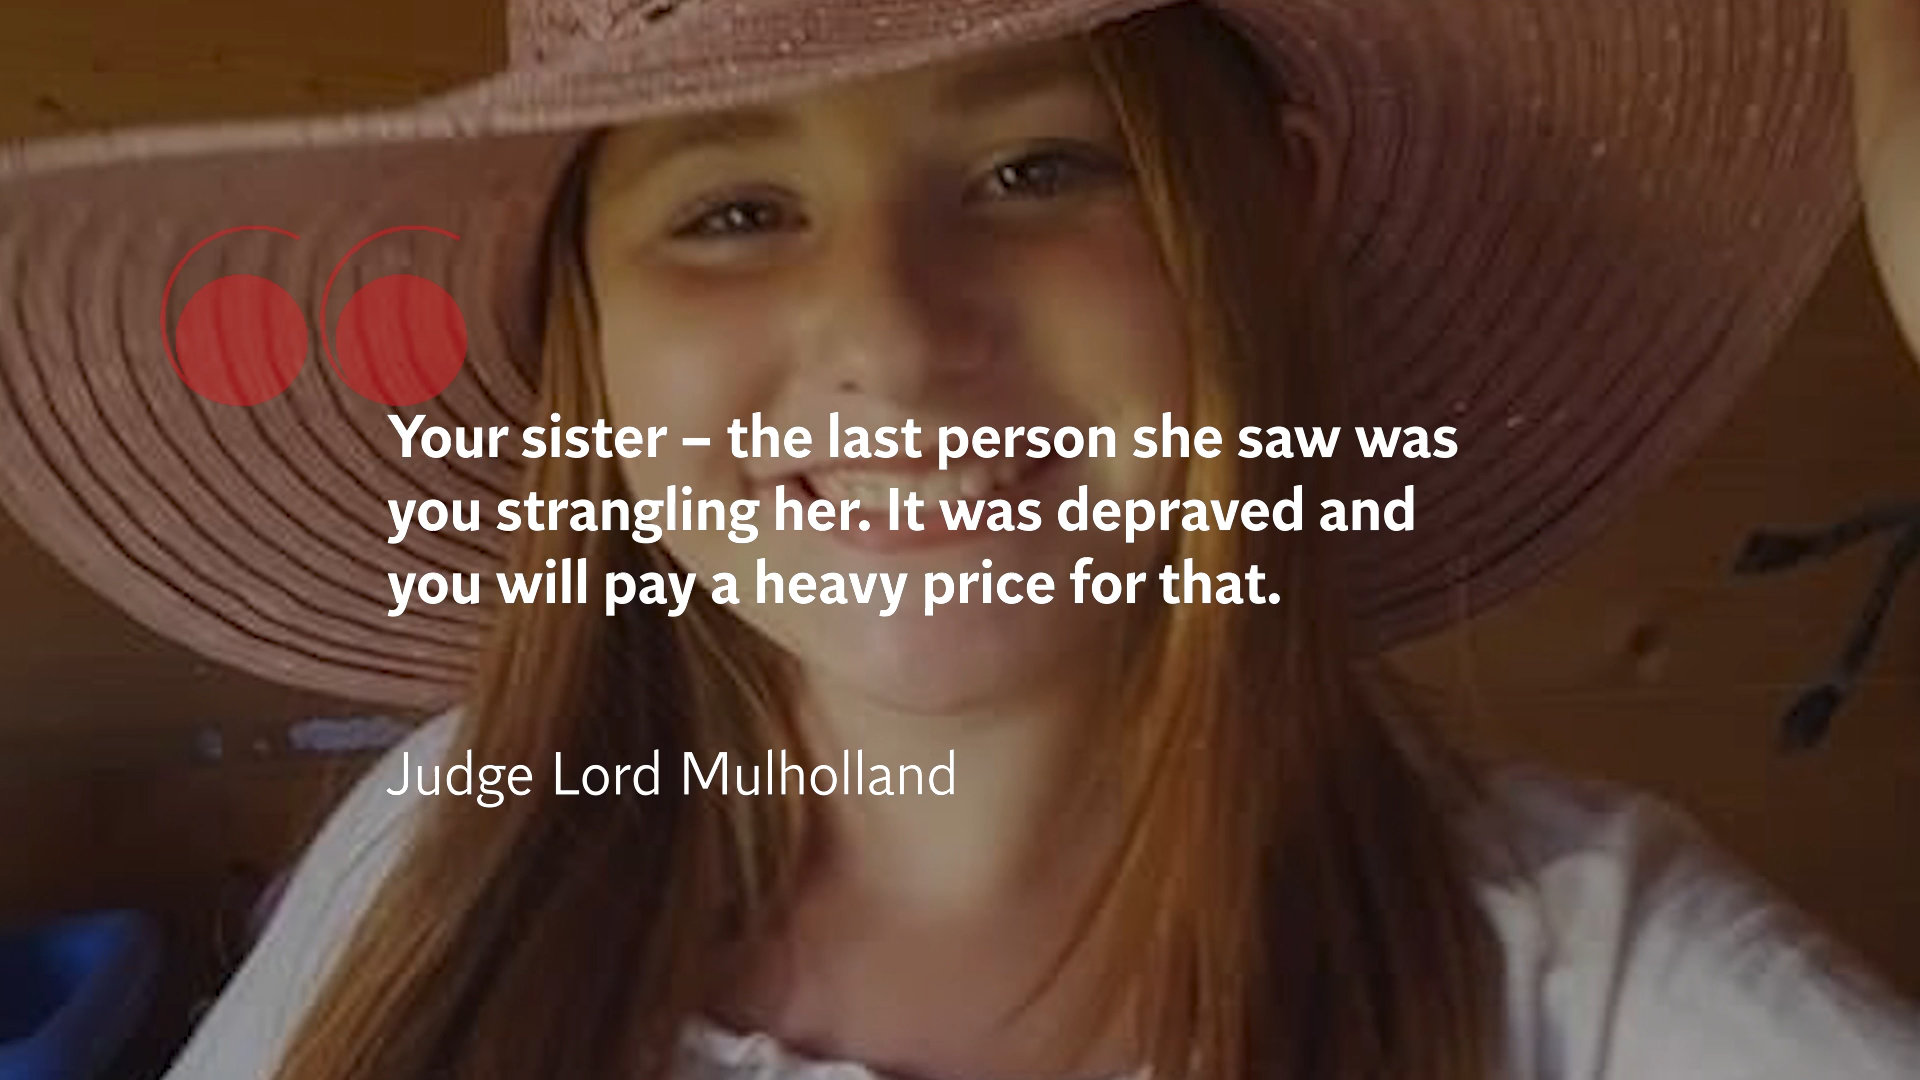 Your sister – the last person she saw was
you strangling her. It was depraved and
you will pay a heavy price for that.
Judge Lord Mulholland